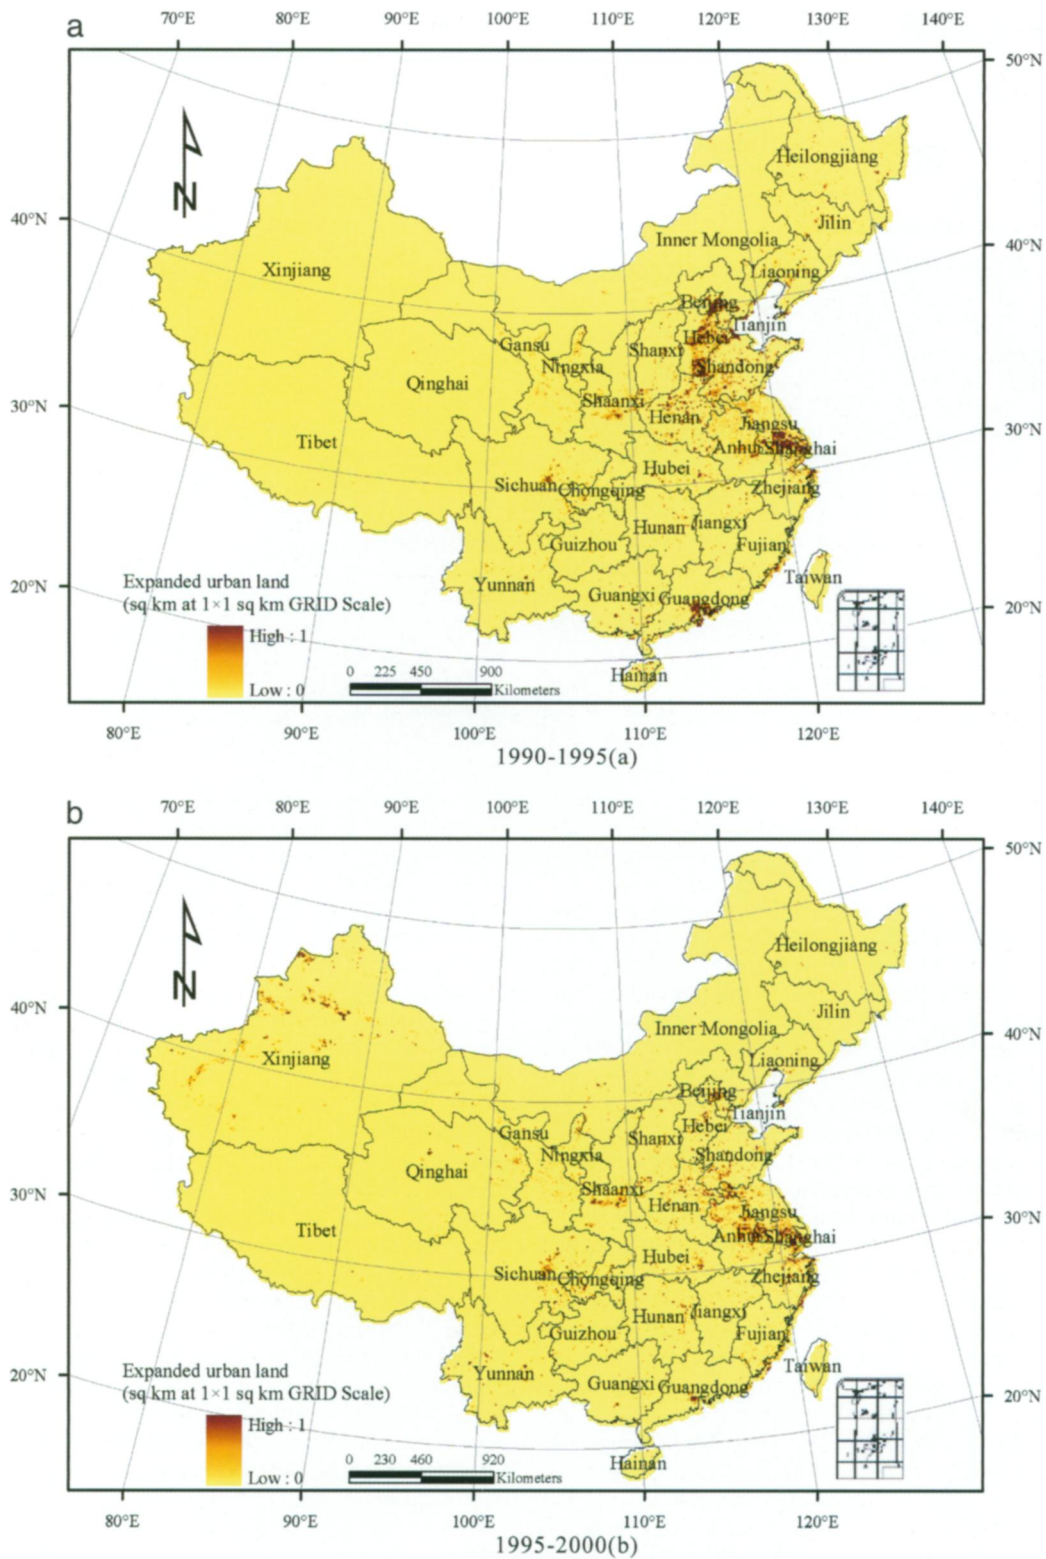 a
70°E 80°E 90°E 100°E 110°E 120°E 130°E 140°E
50°N
N
Heilongjiang
Jilin
40°N
40°N
Inner Mongolia
Liaoning
Xinjiang
Beijing
Tianjin
Hebei
Gansu
Shanxi
Ningxia
Shandong
Qinghai
Shaanxi
30°N
Henan
Jiangsu
30°N
Tibet
Anhui
Shanghai
Hubei
Sichuan
Chongqing
Zhejiang
Hunan
Jiangxi
Guizhou
Fujian
Expanded urban land
Yunnan
Taiwan
20°N
(sq km at 1×1 sq km GRID Scale)
Guangxi
Guangdong
20°N
High : 1
0 225 450 900
Hainan
Low : 0
Kilometers
80°E 90°E 100°E 110°E 120°E
1990-1995(a)
b
70°E 80°E 90°E 100°E 110°E 120°E 130°E 140°E
50°N
N
Heilongjiang
Jilin
40°N
40°N
Inner Mongolia
Liaoning
Xinjiang
Beijing
Tianjin
Hebei
Gansu
Shanxi
Ningxia
Shandong
Qinghai
Shaanxi
30°N
Henan
Jiangsu
30°N
Tibet
Anhui
Shanghai
Hubei
Sichuan
Chongqing
Zhejiang
Hunan
Jiangxi
Guizhou
Fujian
Expanded urban land
Yunnan
Taiwan
20°N
(sq km at 1×1 sq km GRID Scale)
Guangxi
Guangdong
20°N
High : 1
0 230 460 920
Hainan
Low : 0
Kilometers
80°E 90°E 100°E 110°E 120°E
1995-2000(b)